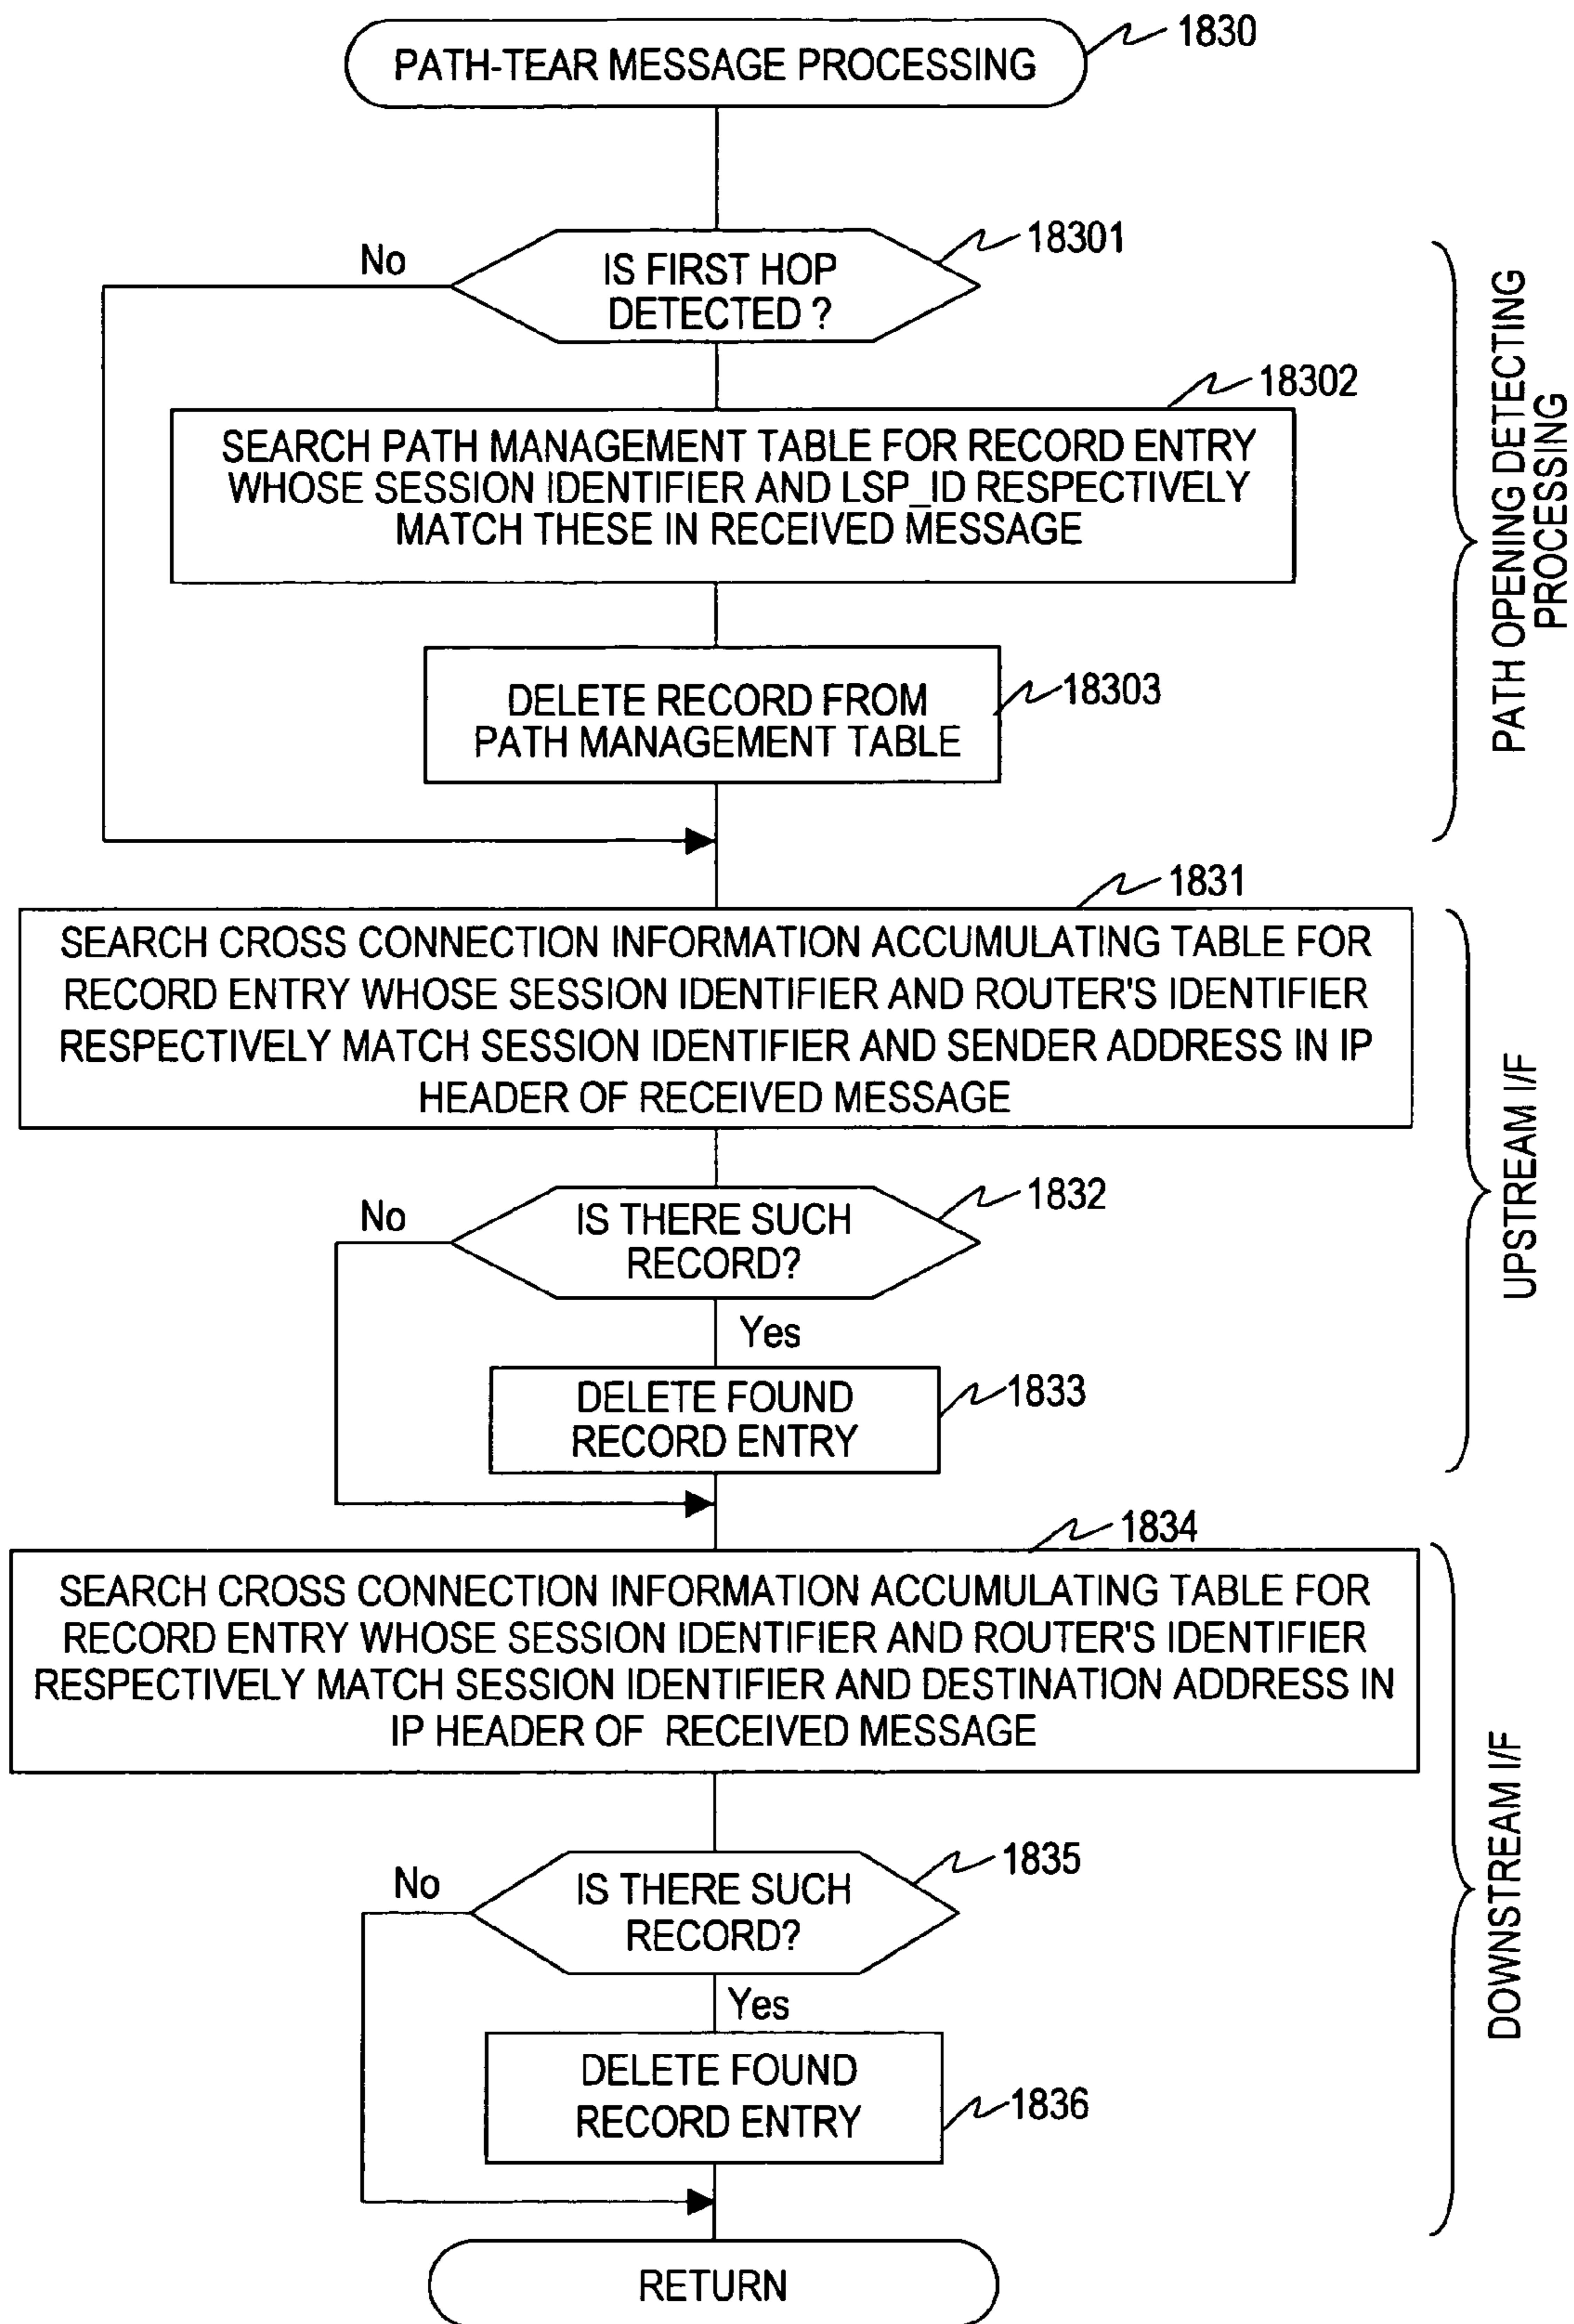 PATH-TEAR MESSAGE PROCESSING
1830
IS FIRST HOP
DETECTED ?
No
18301
18302
SEARCH PATH MANAGEMENT TABLE FOR RECORD ENTRY
WHOSE SESSION IDENTIFIER AND LSP_ID RESPECTIVELY
MATCH THESE IN RECEIVED MESSAGE
DELETE RECORD FROM
PATH MANAGEMENT TABLE
18303
PATH OPENING DETECTING
PROCESSING
1831
SEARCH CROSS CONNECTION INFORMATION ACCUMULATING TABLE FOR
RECORD ENTRY WHOSE SESSION IDENTIFIER AND ROUTER'S IDENTIFIER
RESPECTIVELY MATCH SESSION IDENTIFIER AND SENDER ADDRESS IN IP
HEADER OF RECEIVED MESSAGE
1832
No
IS THERE SUCH
RECORD?
Yes
DELETE FOUND
RECORD ENTRY
1833
UPSTREAM I/F
1834
SEARCH CROSS CONNECTION INFORMATION ACCUMULATING TABLE FOR
RECORD ENTRY WHOSE SESSION IDENTIFIER AND ROUTER'S IDENTIFIER
RESPECTIVELY MATCH SESSION IDENTIFIER AND DESTINATION ADDRESS IN
IP HEADER OF RECEIVED MESSAGE
1835
No
IS THERE SUCH
RECORD?
Yes
DELETE FOUND
RECORD ENTRY
1836
DOWNSTREAM I/F
RETURN